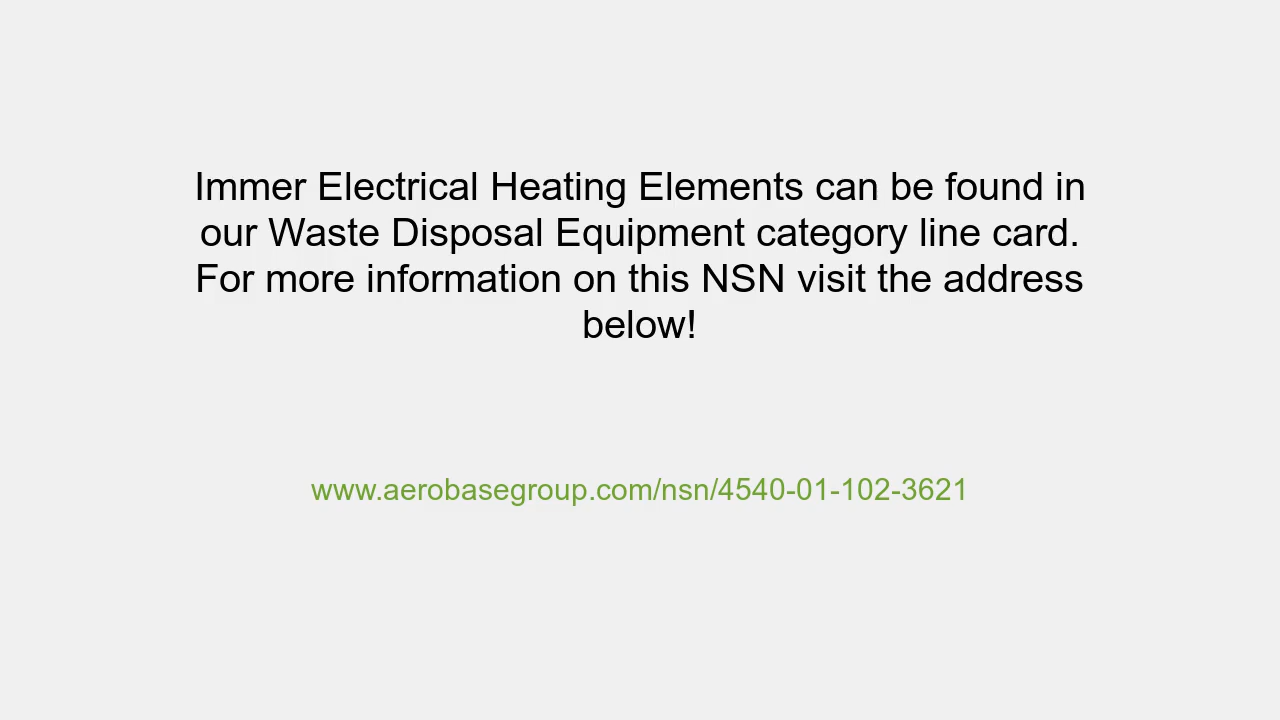 Immer Electrical Heating Elements can be found in
our Waste Disposal Equipment category line card.
For more information on this NSN visit the address
below!
www.aerobasegroup.com/nsn/4540-01-102-3621